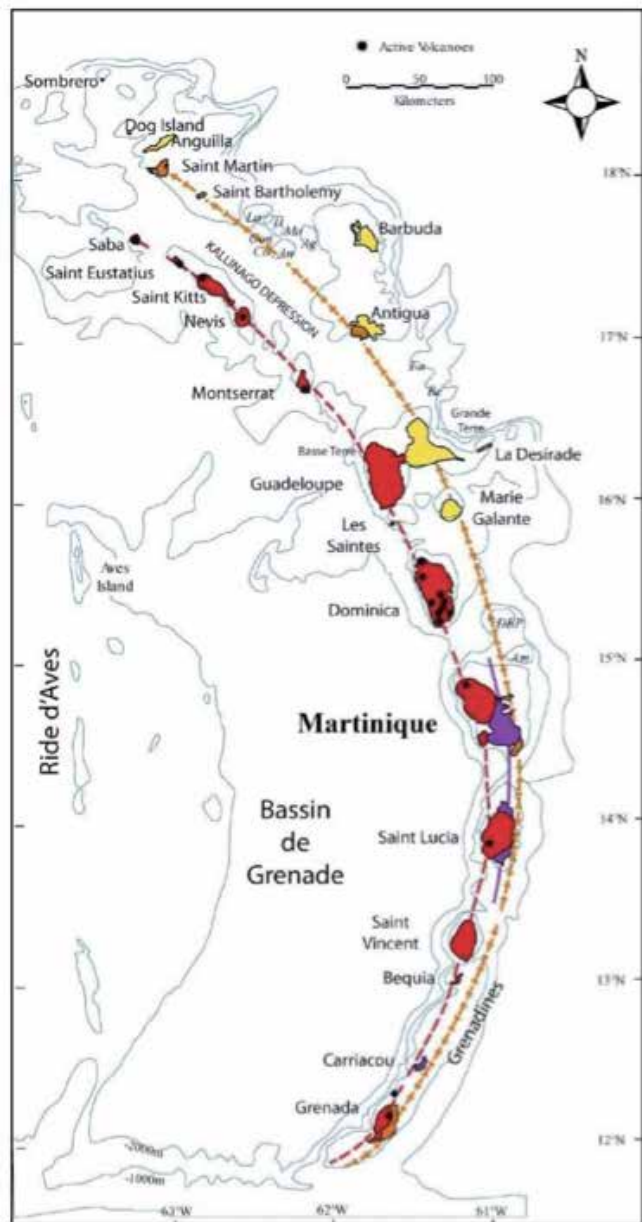 Active Volcanoes
N
0 50 100
Kilometers
Sombrero
Dog Island
Anguilla
Saint Martin
18°N
Saint Bartholemy
Barbuda
Saba
Saint Eustatius
Saint Kitts
KALLINAGO DEPRESSION
Antigua
Nevis
17°N
Montserrat
Grande
Terre
Basse Terre
La Desirade
Guadeloupe
Marie
Galante
16°N
Les
Saintes
Aves
Island
Dominica
15°N
Am.
Ride d'Aves
Martinique
14°N
Bassin
de
Grenade
Saint Lucia
Saint
Vincent
Bequia
13°N
Grenadines
Carriacou
Grenada
12°N
-2000m
-1000m
63°W 62°W 61°W